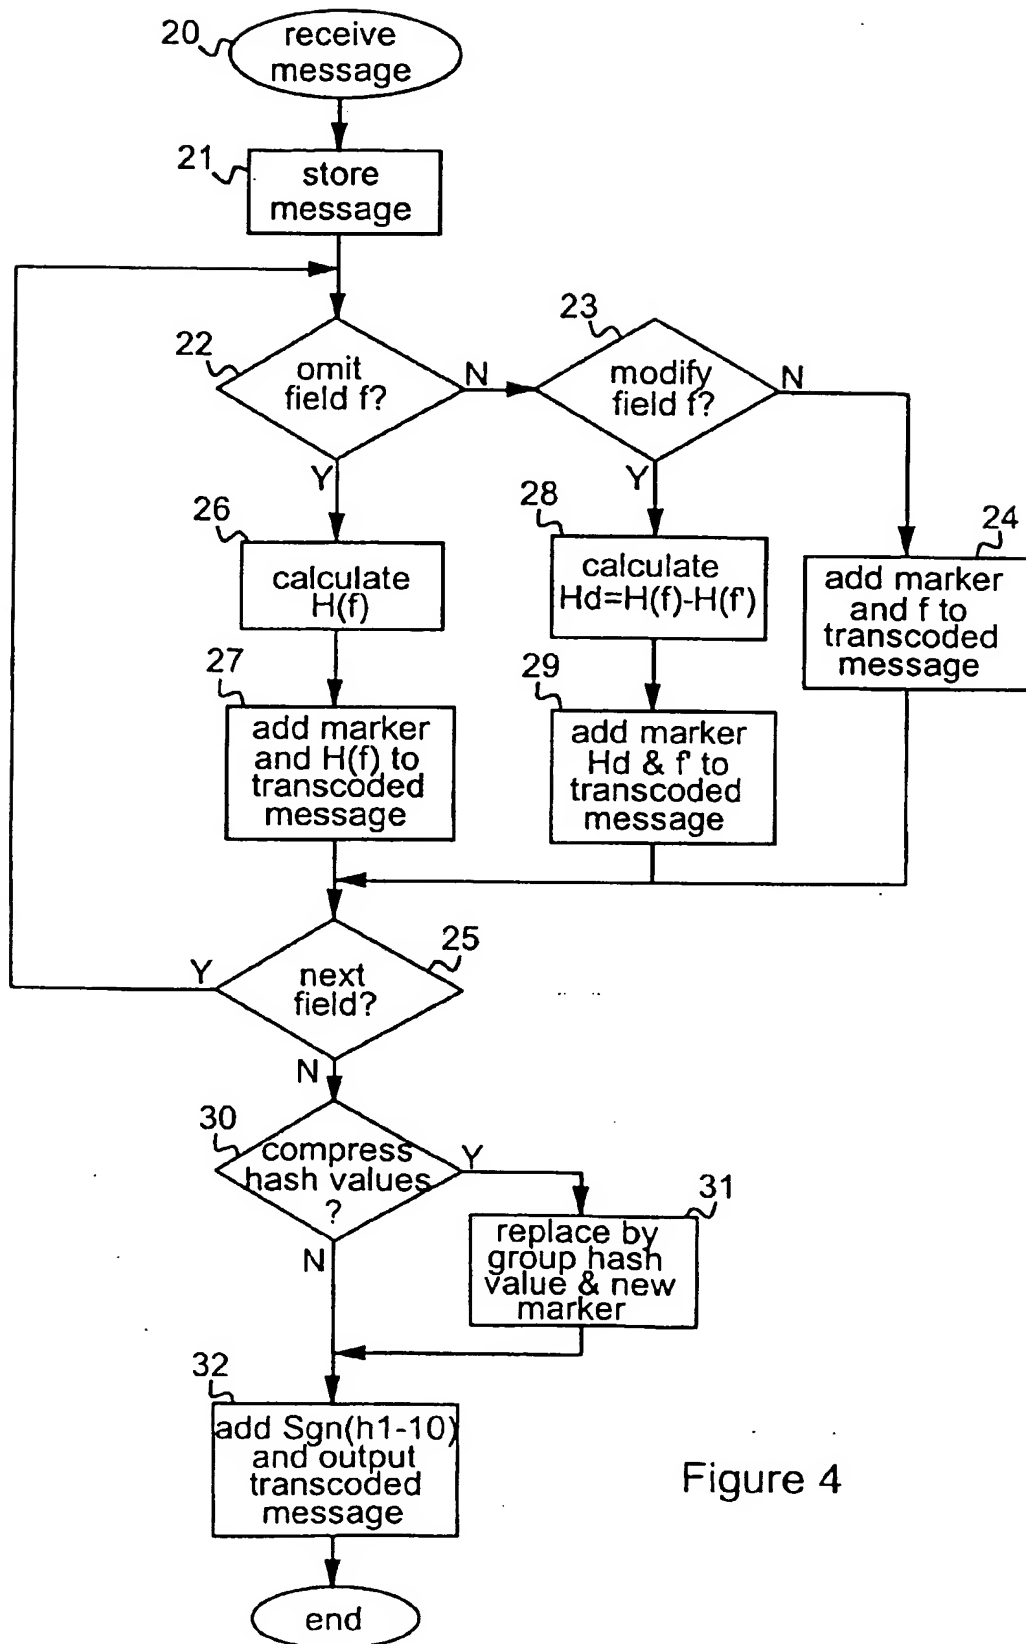 20
receive
message
21
store
message
22
omit
field f?
N
Y
23
modify
field f?
N
Y
26
calculate
H(f)
28
calculate
Hd=H(f)-H(f')
24
add marker
and f to
transcoded
message
27
add marker
and H(f) to
transcoded
message
29
add marker
Hd & f' to
transcoded
message
25
next
field?
Y
N
30
compress
hash values
?
Y
N
31
replace by
group hash
value & new
marker
32
add Sgn(h1-10)
and output
transcoded
message
end
Figure 4